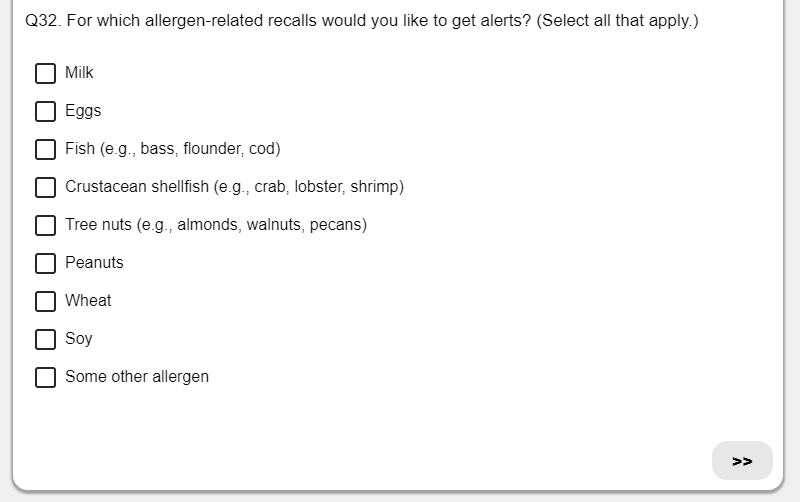 Q32. For which allergen-related recalls would you like to get alerts? (Select all that apply.)
Milk
Eggs
Fish (e.g., bass, flounder, cod)
Crustacean shellfish (e.g., crab, lobster, shrimp)
Tree nuts (e.g., almonds, walnuts, pecans)
Peanuts
Wheat
Soy
Some other allergen
>>